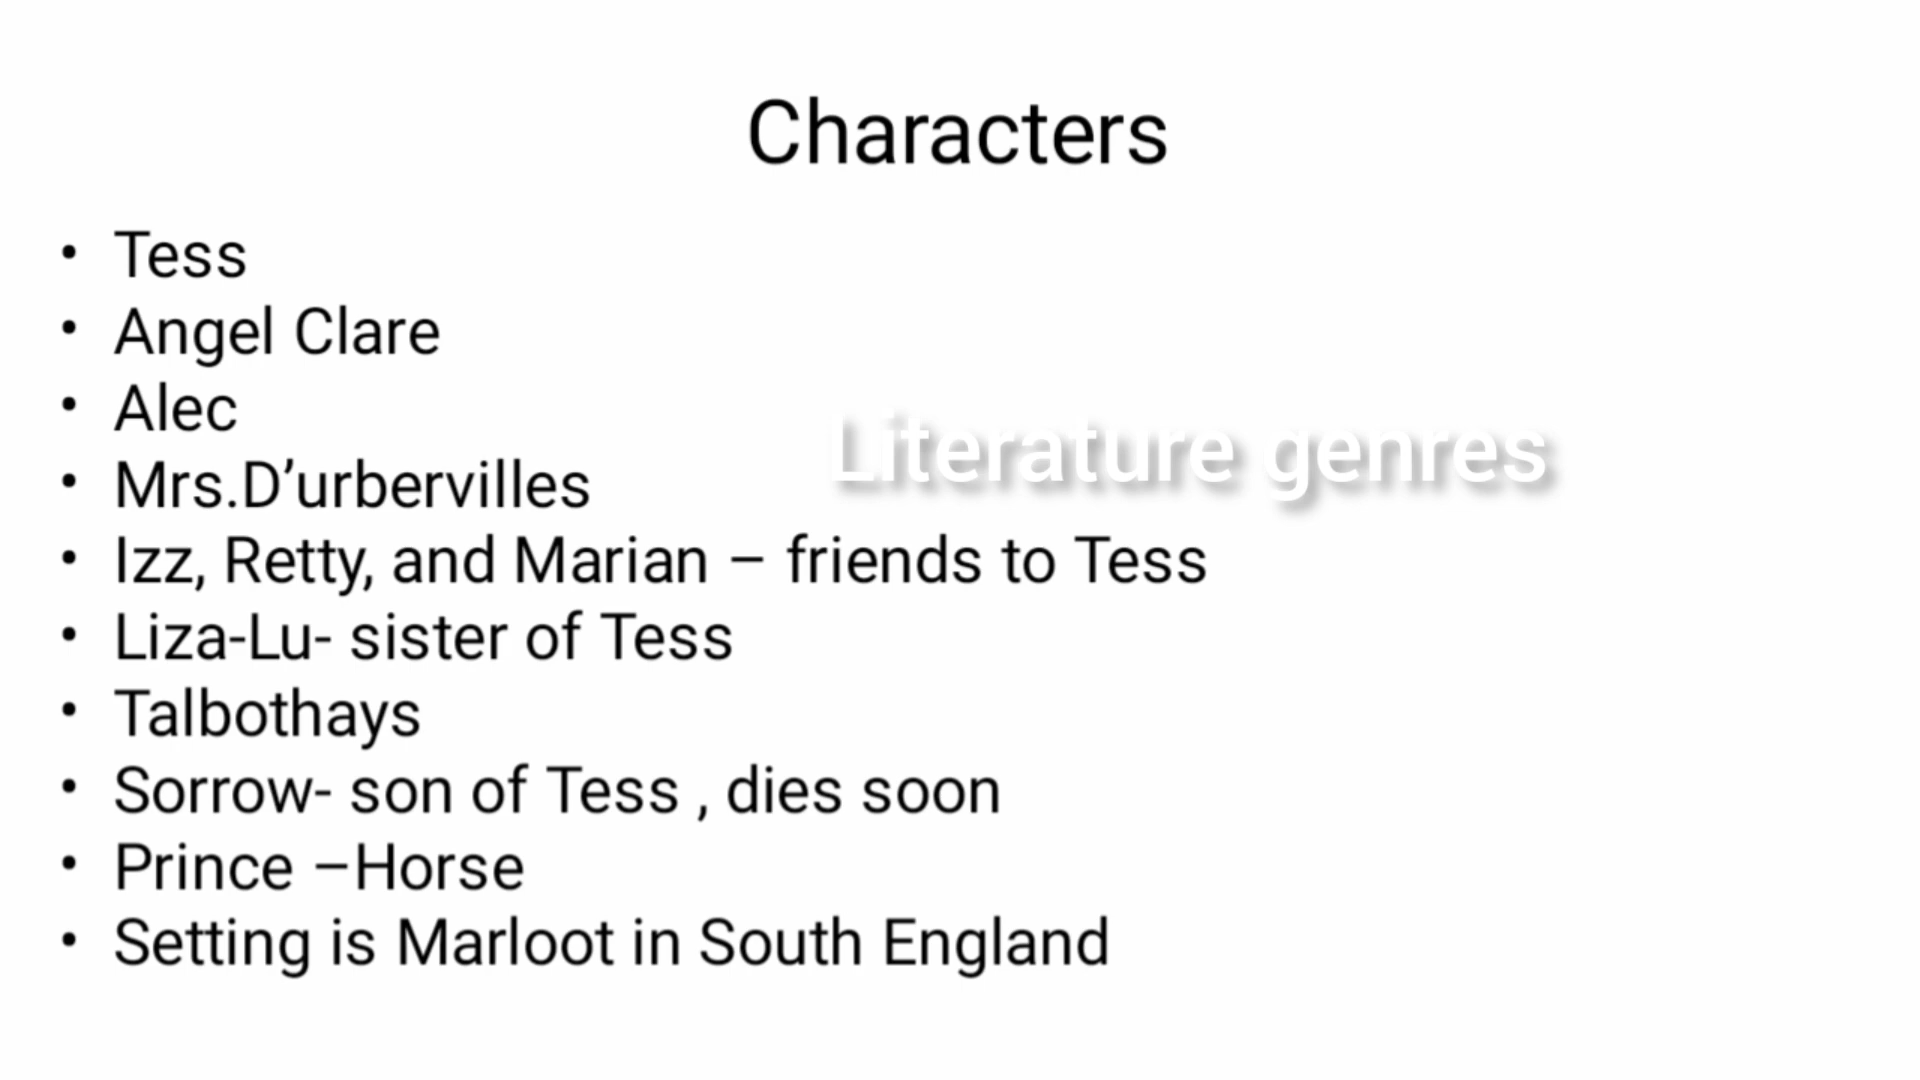 Characters
• Tess
• Angel Clare
• Alec
Literature genres
• Mrs.D’urbervilles
• Izz, Retty, and Marian – friends to Tess
• Liza-Lu- sister of Tess
• Talbothays
• Sorrow- son of Tess , dies soon
• Prince –Horse
• Setting is Marloot in South England